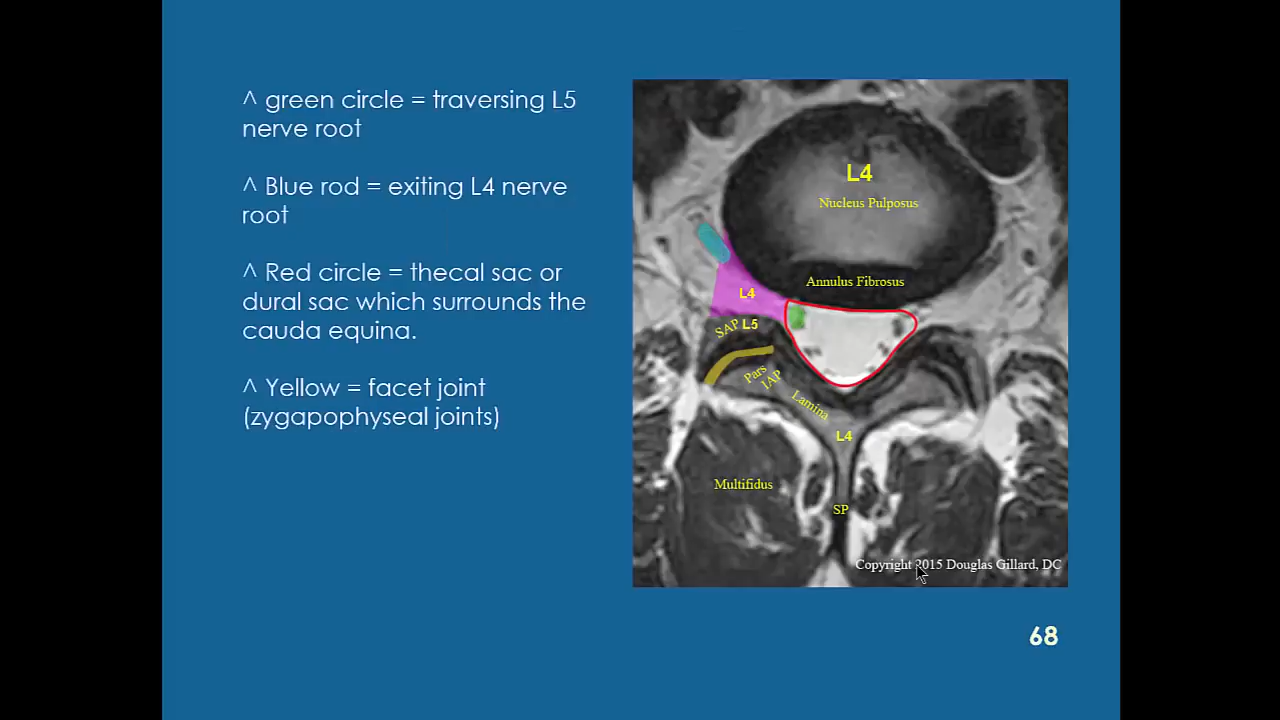 ^ green circle = traversing L5
nerve root
^ Blue rod = exiting L4 nerve
root
^ Red circle = thecal sac or
dural sac which surrounds the
cauda equina.
^ Yellow = facet joint
(zygapophyseal joints)
L4
Nucleus Pulposus
Annulus Fibrosus
L4
SAP L5
Pars
IAP
Lamina
L4
Multifidus
SP
Copyright 2015 Douglas Gillard, DC
68